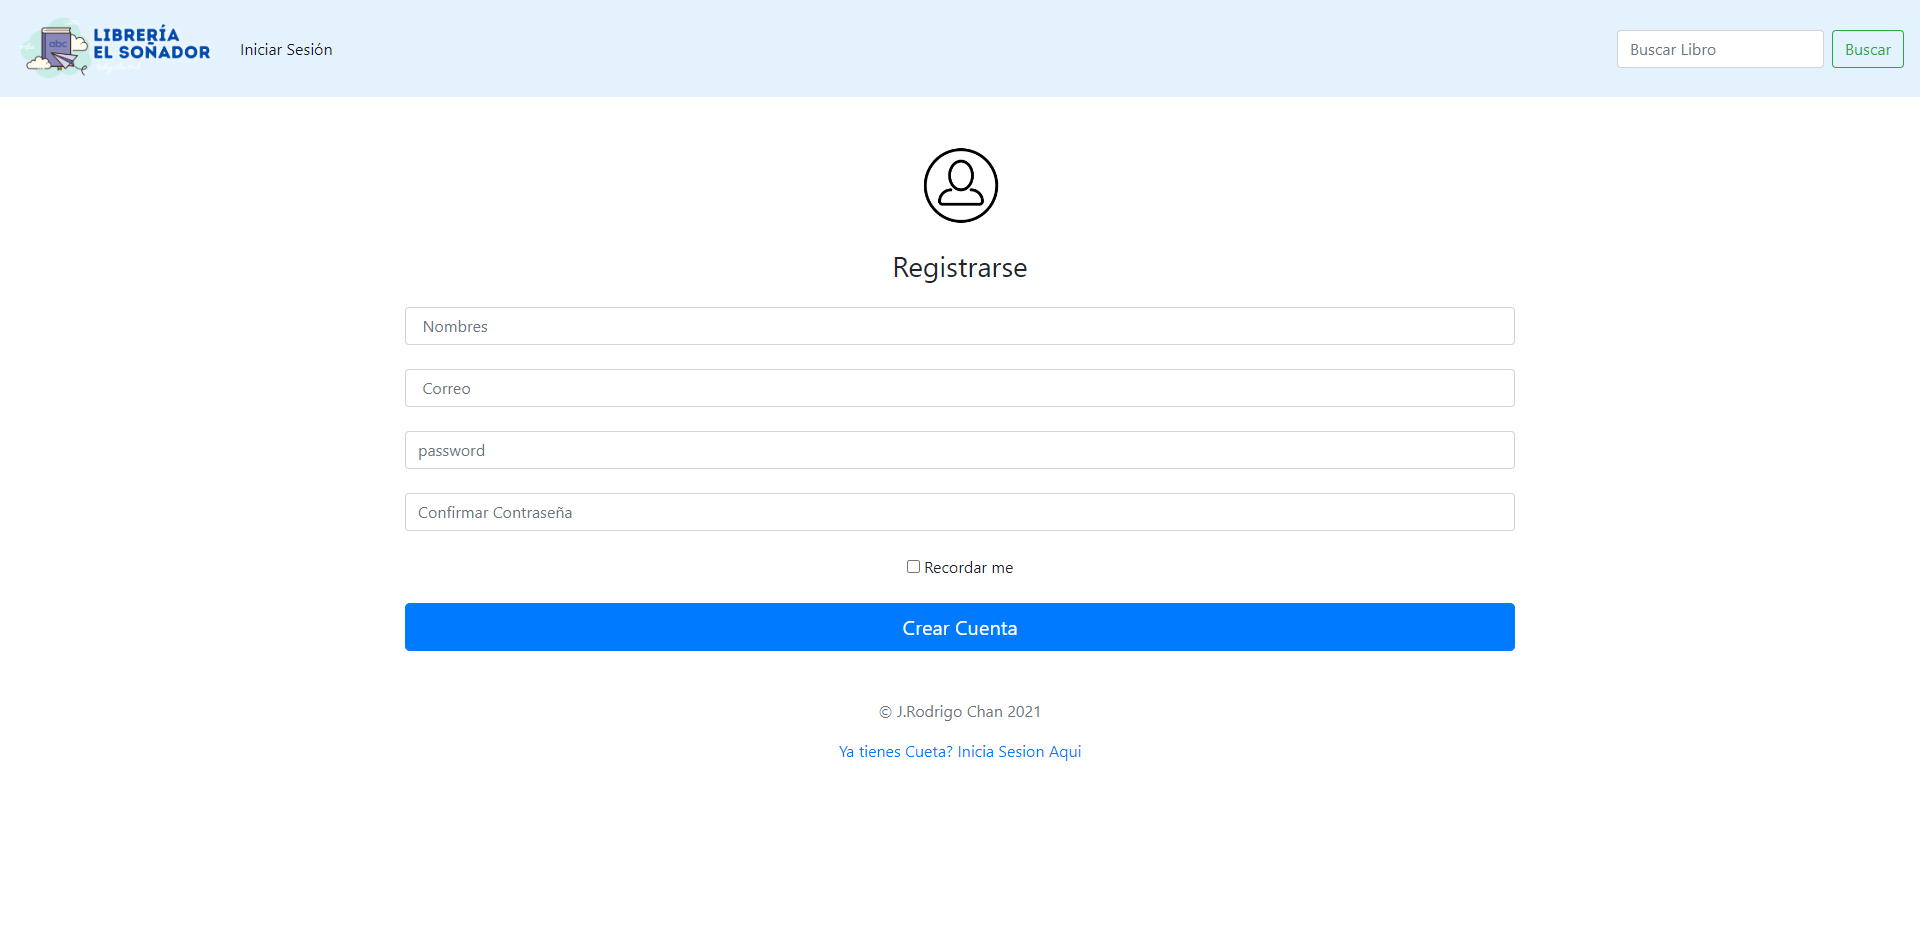 abc
LIBRERÍA
EL SOÑADOR
Iniciar Sesión
Buscar Libro
Buscar
Registrarse
Nombres
Correo
password
Confirmar Contraseña
Recordar me
Crear Cuenta
© J.Rodrigo Chan 2021
Ya tienes Cueta? Inicia Sesion Aqui